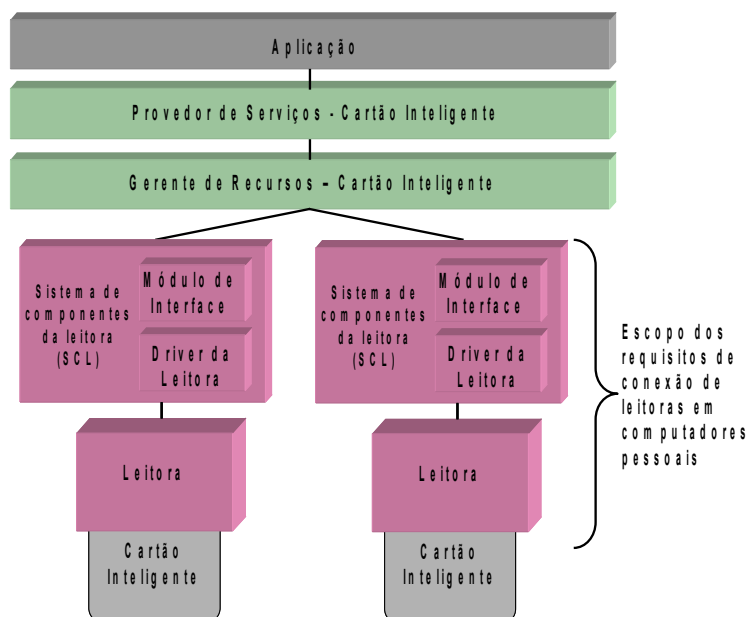 Aplicação
Provedor de Serviços - Cartão Inteligente
Gerente de Recursos – Cartão Inteligente
Sistema de
componentes
da leitora
(SCL)
Módulo de
Interface
Driver da
Leitora
Sistema de
componentes
da leitora
(SCL)
Módulo de
Interface
Driver da
Leitora
Escopo dos
requisitos de
conexão de
leitoras em
computadores
pessoais
Leitora
Leitora
Cartão
Inteligente
Cartão
Inteligente